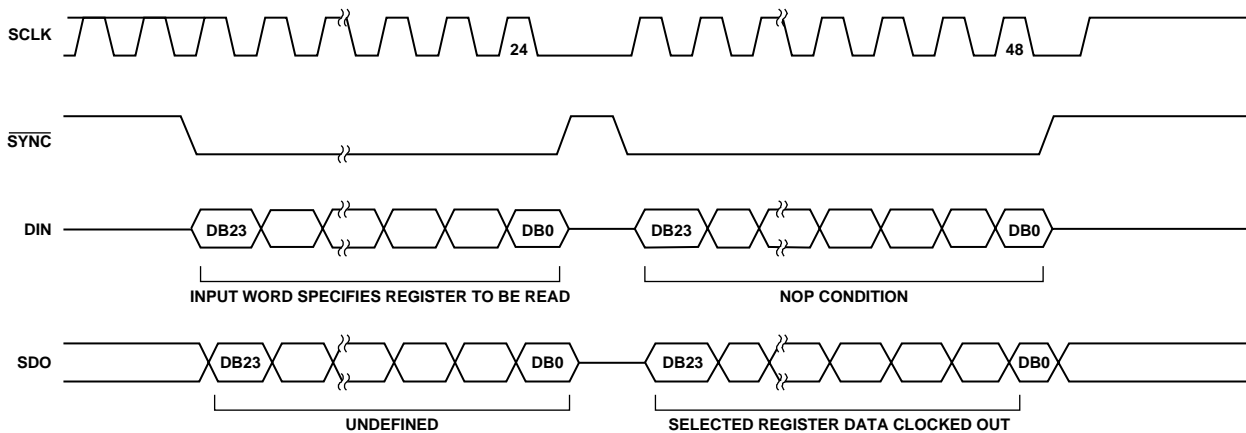 SCLK
24
48
SYNC
DIN
DB23
DB0
DB23
DB0
INPUT WORD SPECIFIES REGISTER TO BE READ
NOP CONDITION
SDO
DB23
DB0
DB23
DB0
UNDEFINED
SELECTED REGISTER DATA CLOCKED OUT